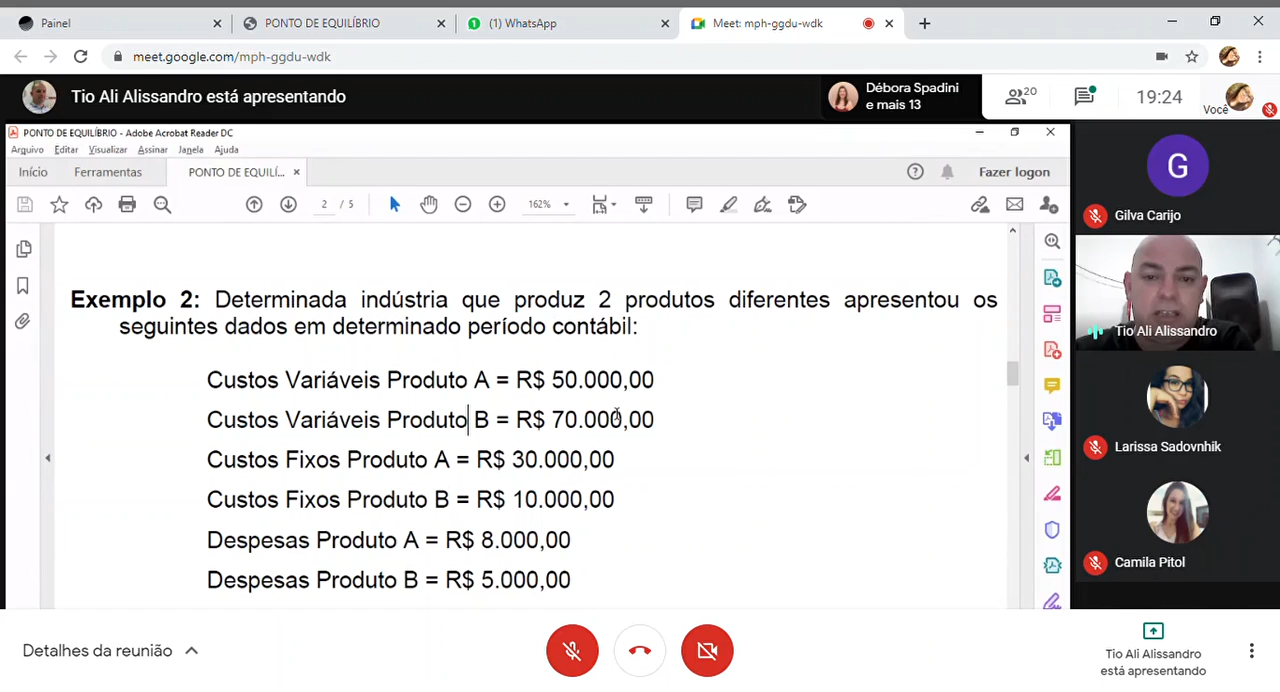 Painel
PONTO DE EQUILÍBRIO
(1) WhatsApp
Meet: mph-ggdu-wdk
meet.google.com/mph-ggdu-wdk
Tio Ali Alissandro está apresentando
Débora Spadini
e mais 13
20
19:24
Você
PONTO DE EQUILÍBRIO - Adobe Acrobat Reader DC
Arquivo Editar Visualizar Assinar Janela Ajuda
Início Ferramentas PONTO DE EQUILÍ... Fazer logon
2 / 5 162%
Exemplo 2: Determinada indústria que produz 2 produtos diferentes apresentou os
seguintes dados em determinado período contábil:
Custos Variáveis Produto A = R$ 50.000,00
Custos Variáveis Produto B = R$ 70.000,00
Custos Fixos Produto A = R$ 30.000,00
Custos Fixos Produto B = R$ 10.000,00
Despesas Produto A = R$ 8.000,00
Despesas Produto B = R$ 5.000,00
G
Gilva Carijo
Tio Ali Alissandro
Larissa Sadovnhik
Camila Pitol
Detalhes da reunião
Tio Ali Alissandro
está apresentando